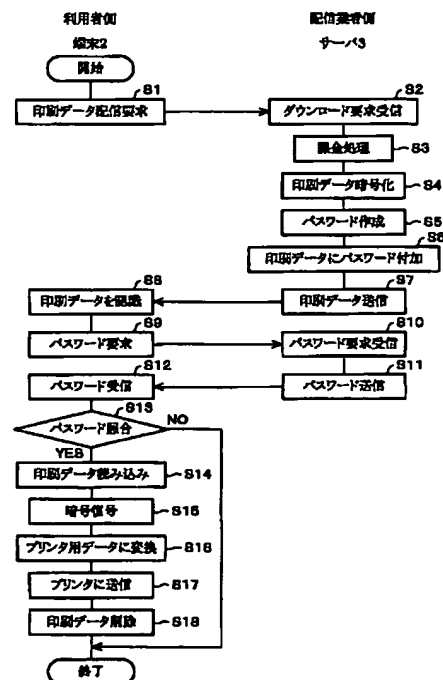 利用者側
配信業者側
端末2
サーバ3
開始
S1
印刷データ配信要求
S2
ダウンロード要求受信
課金処理
S3
印刷データ暗号化
S4
パスワード作成
S5
印刷データにパスワード付加
S6
印刷データ送信
S7
印刷データを記憶
S8
パスワード要求
S9
パスワード要求受信
S10
パスワード送信
S11
パスワード受信
S12
パスワード照合
S13
NO
YES
印刷データ読み込み
S14
暗号復号
S15
プリンタ用データに変換
S16
プリンタに送信
S17
印刷データ削除
S18
終了